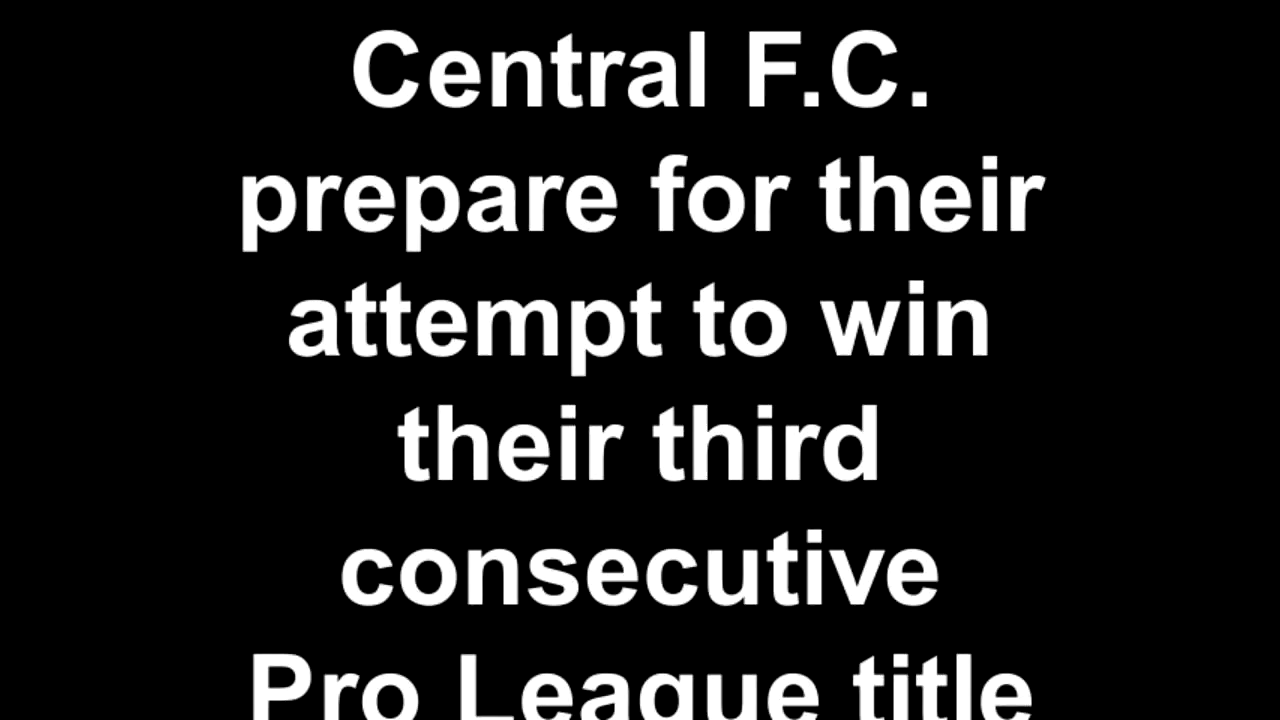 Central F.C.
prepare for their
attempt to win
their third
consecutive
Pro League title